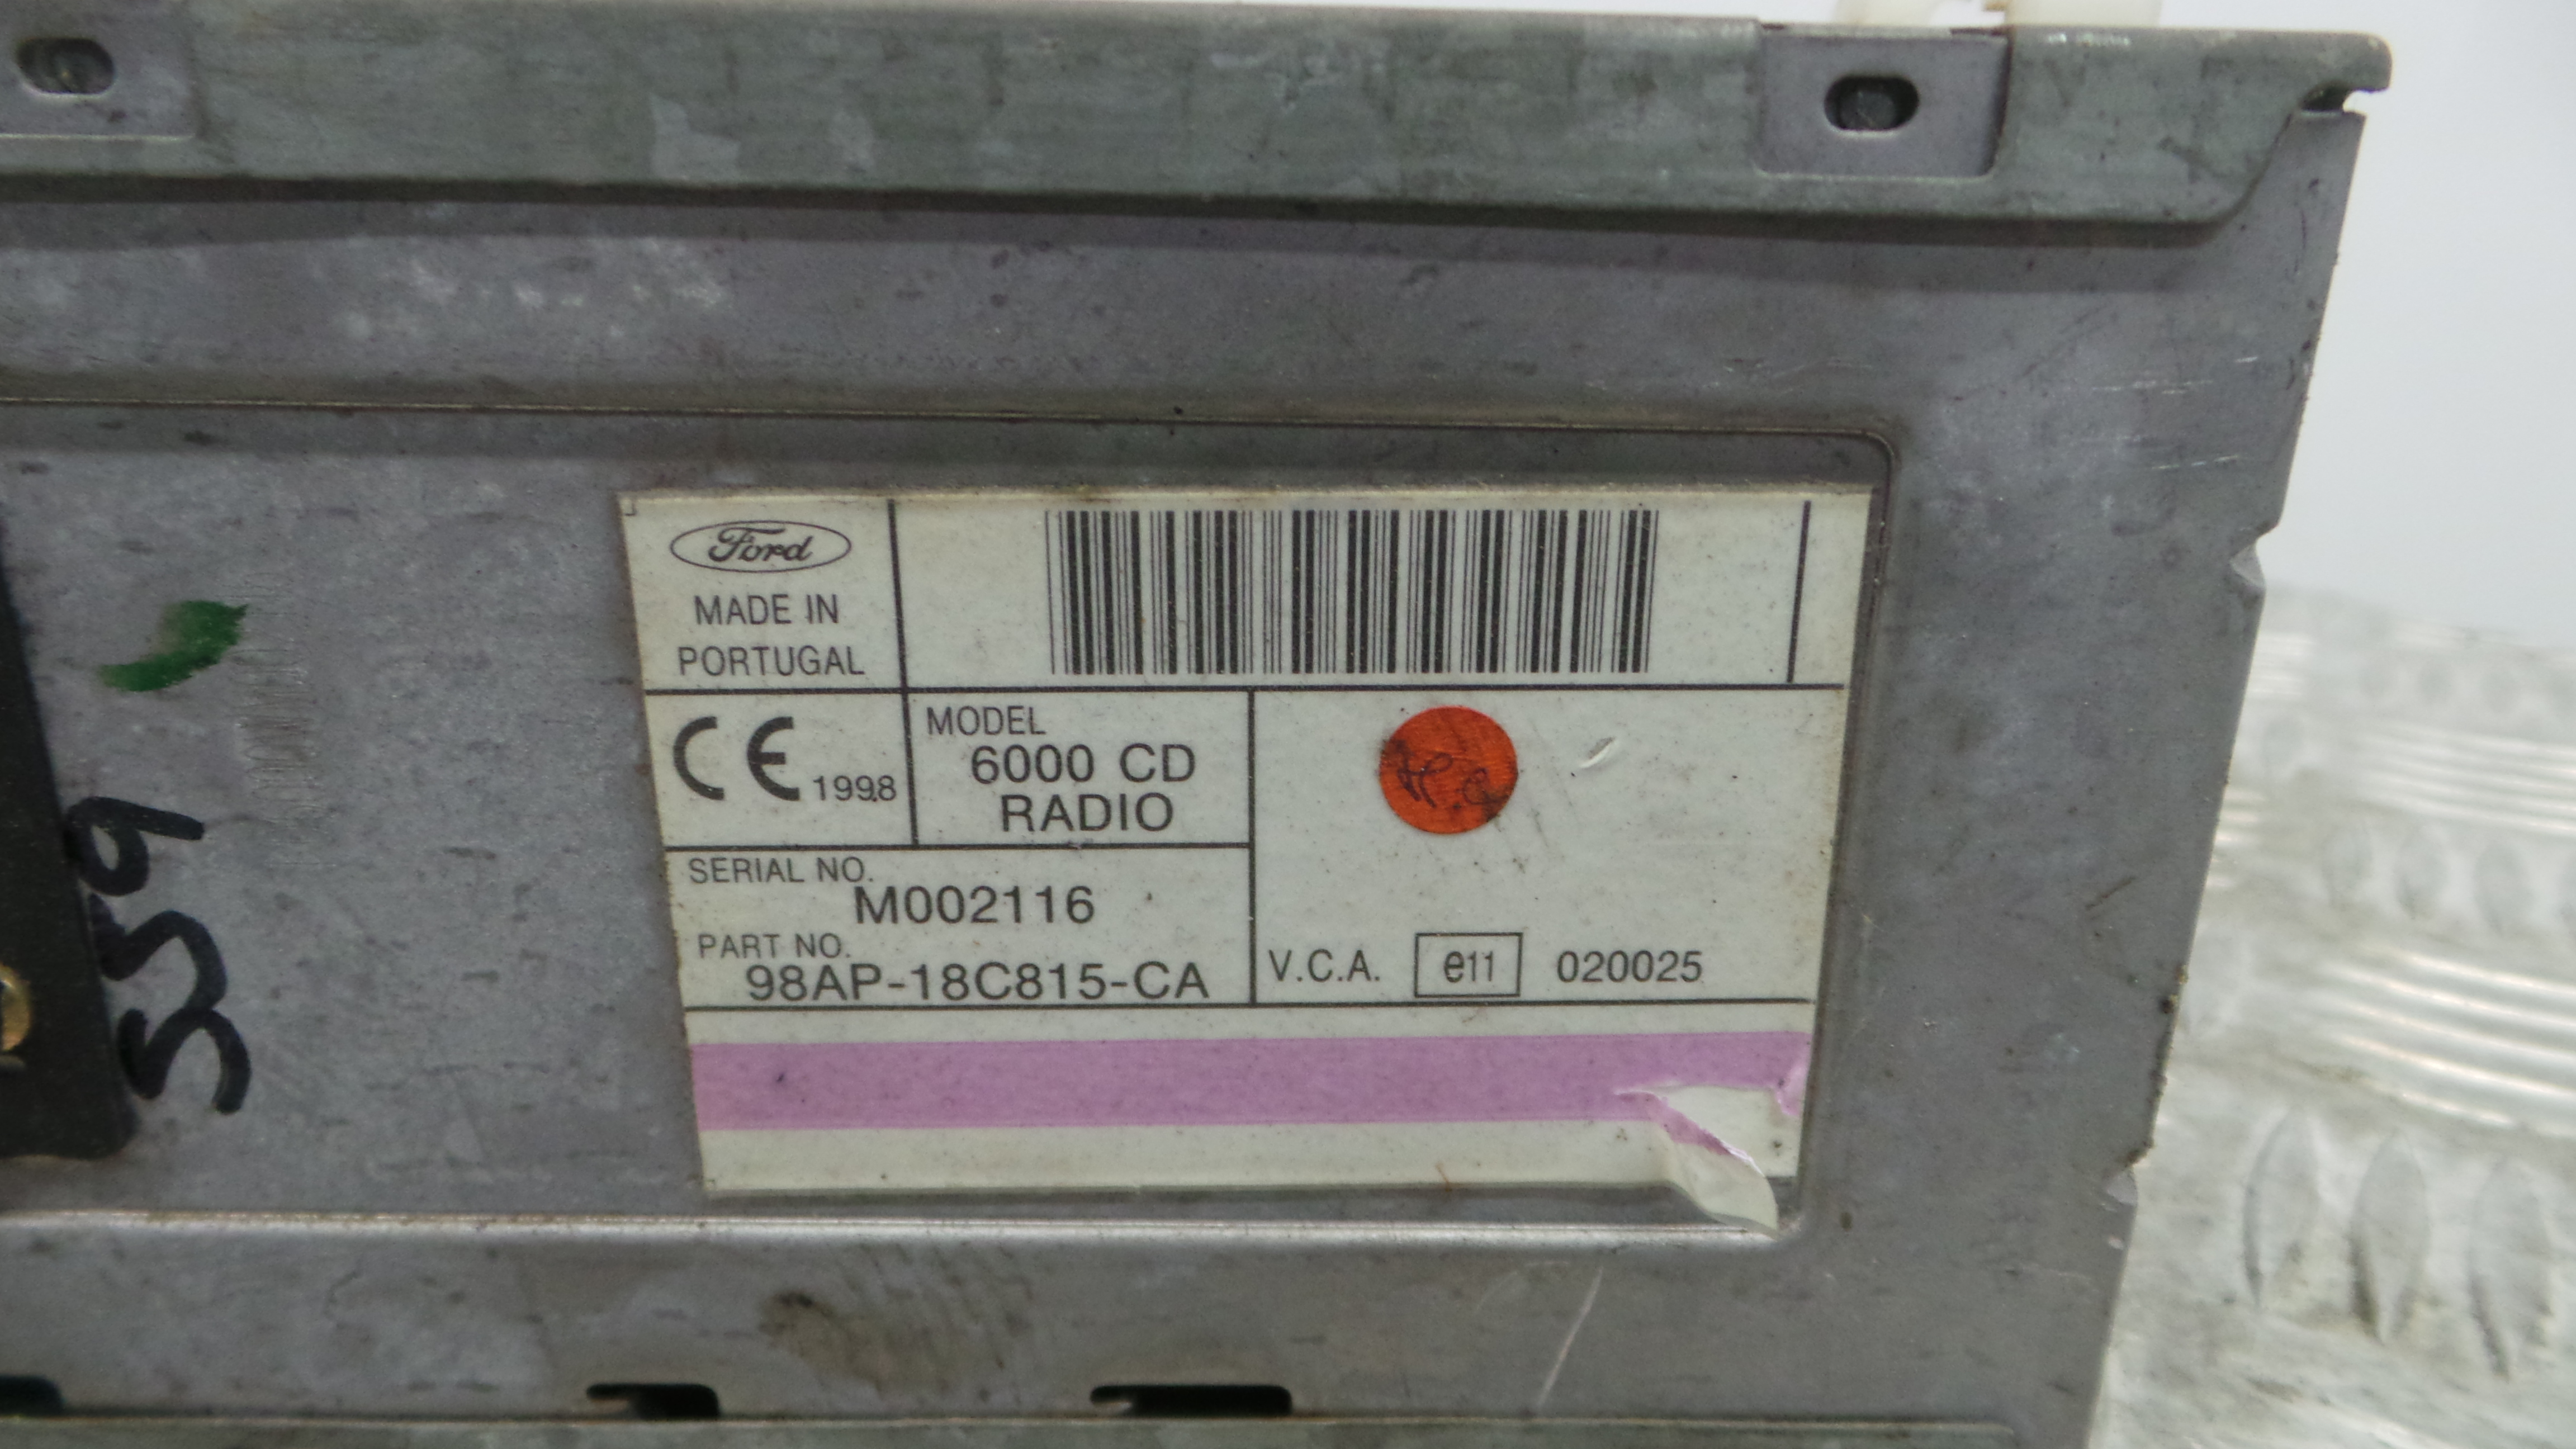 Ford
MADE IN
PORTUGAL
CE 1998
MODEL
6000 CD
RADIO
SERIAL NO.
M002116
PART NO.
98AP-18C815-CA
V.C.A. e11 020025
559